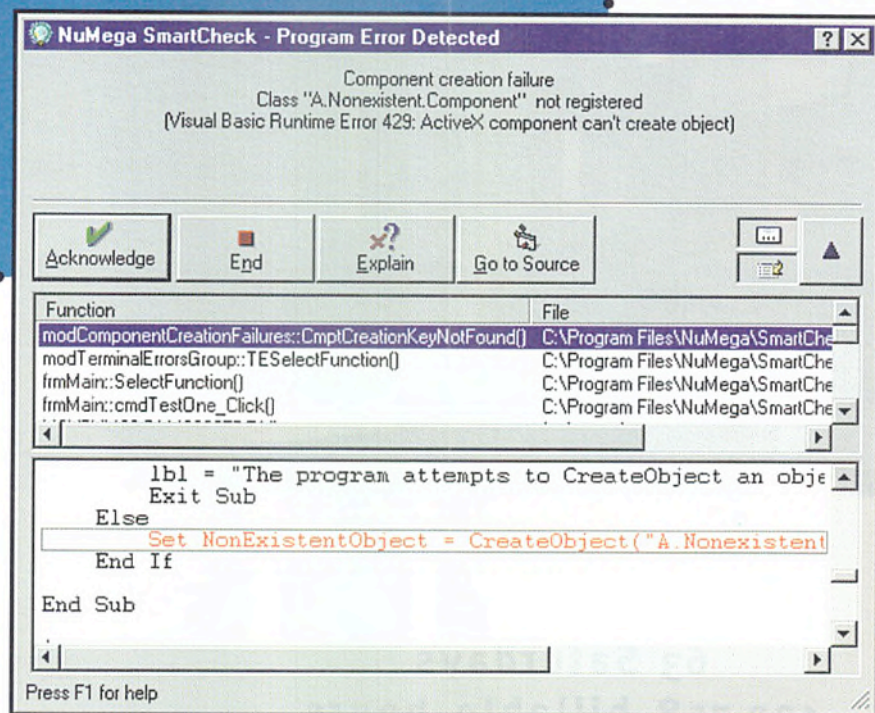 NuMega SmartCheck - Program Error Detected
Component creation failure
Class "A.Nonexistent.Component" not registered
(Visual Basic Runtime Error 429: ActiveX component can't create object)
Acknowledge
End
Explain
Go to Source
Function File
modComponentCreationFailures::CmptCreationKeyNotFound() C:\Program Files\NuMega\SmartChe
modTerminalErrorsGroup::TESelectFunction() C:\Program Files\NuMega\SmartChe
frmMain::SelectFunction() C:\Program Files\NuMega\SmartChe
frmMain::cmdTestOne_Click() C:\Program Files\NuMega\SmartChe
lbl = "The program attempts to CreateObject an obje
Exit Sub
Else
Set NonExistentObject = CreateObject("A.Nonexistent
End If
End Sub
Press F1 for help